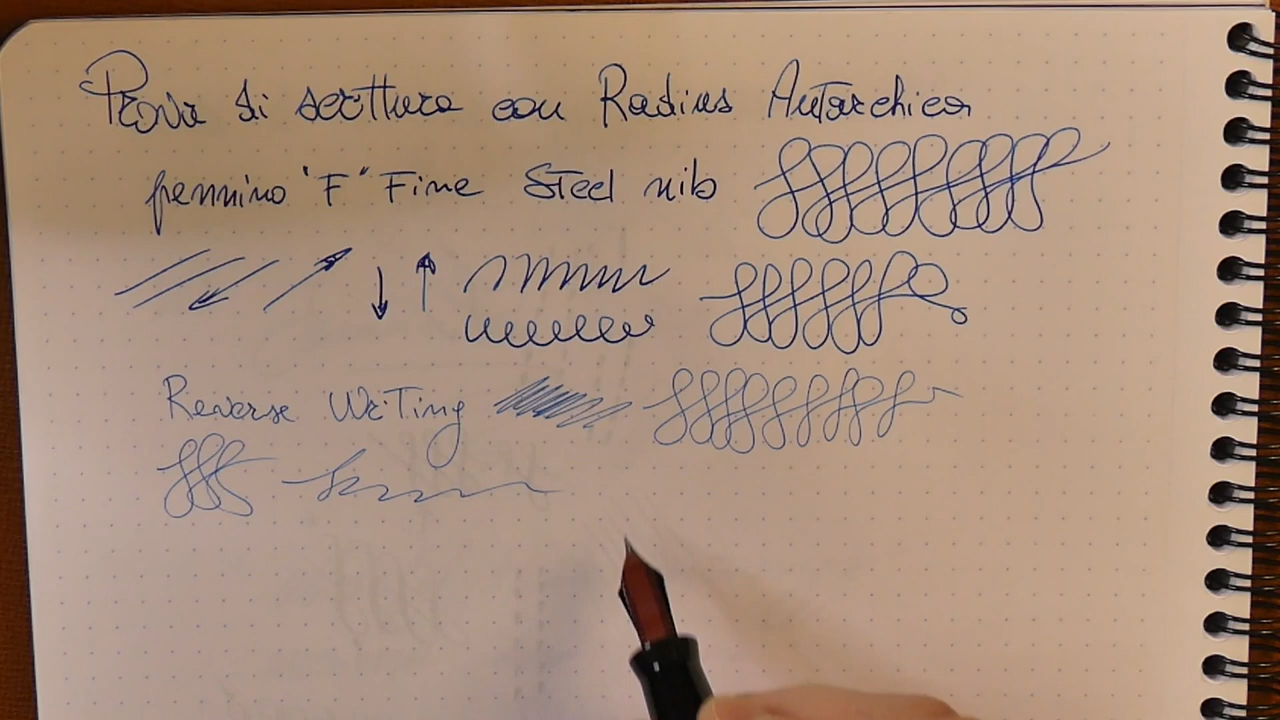 Prova di scrittura con Radius Autarchica
pennino "F" Fine Steel nib
Reverse Writing